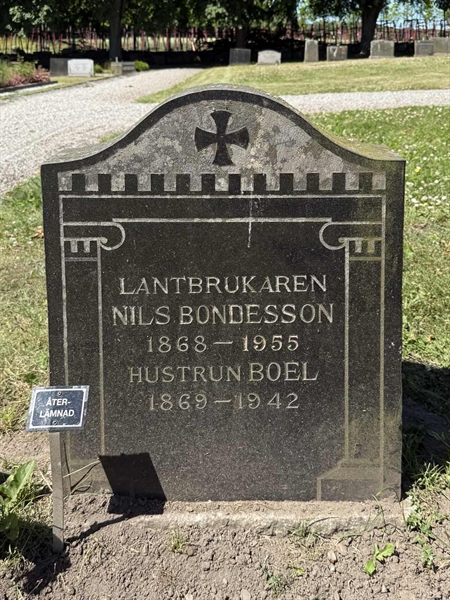 LANTBRUKAREN
NILS BONDESSON
1868 – 1955
HUSTRUN BOEL
1869 – 1942
ÅTER-
LÄMNAD